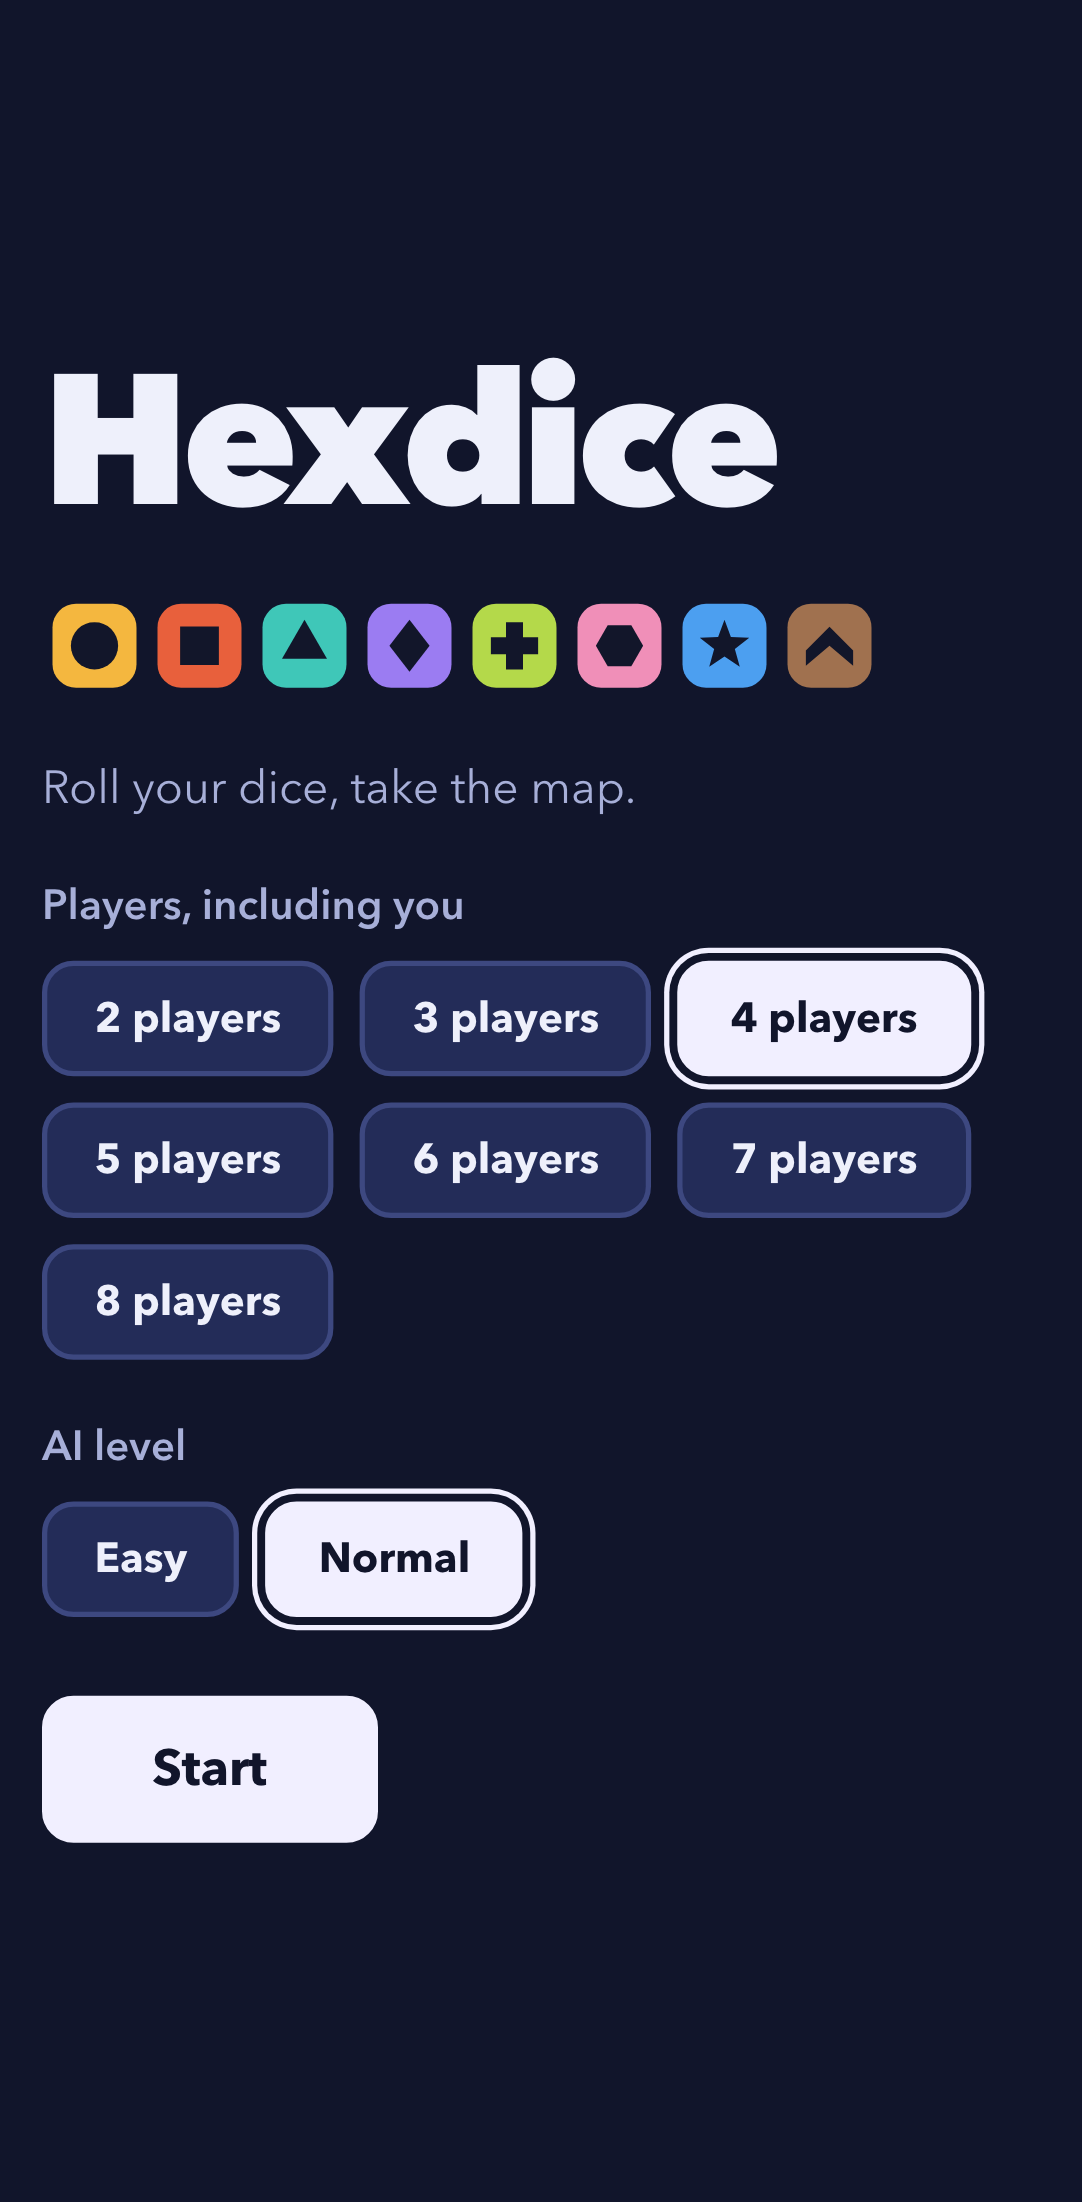 Hexdice
Roll your dice, take the map.
Players, including you
2 players 3 players 4 players
5 players 6 players 7 players
8 players
AI level
Easy Normal
Start